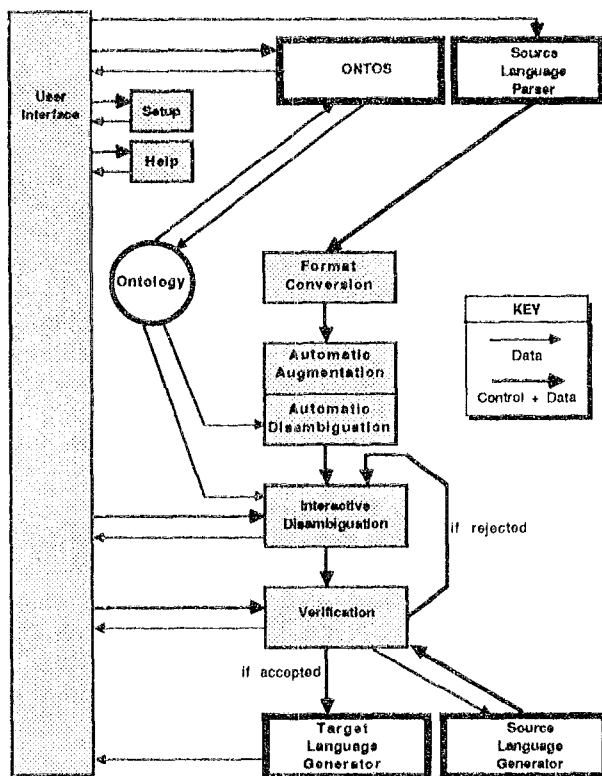 ONTOS
Source
Language
Parser
User
Interface
Setup
Help
Ontology
Format
Conversion
KEY
Data
Control + Data
Automatic
Augmentation
Automatic
Disambiguation
Interactive
Disambiguation
if rejected
Verification
if accepted
Target
Language
Generator
Source
Language
Generator